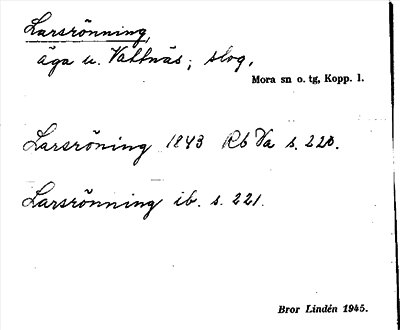 Larsrönning,
äga u. Vattnäs; slog.
Mora sn o. tg, Kopp. l.
Larsröning 1843 Rb Va s. 220.
Larsrönning ib. s. 221.
Bror Lindén 1945.